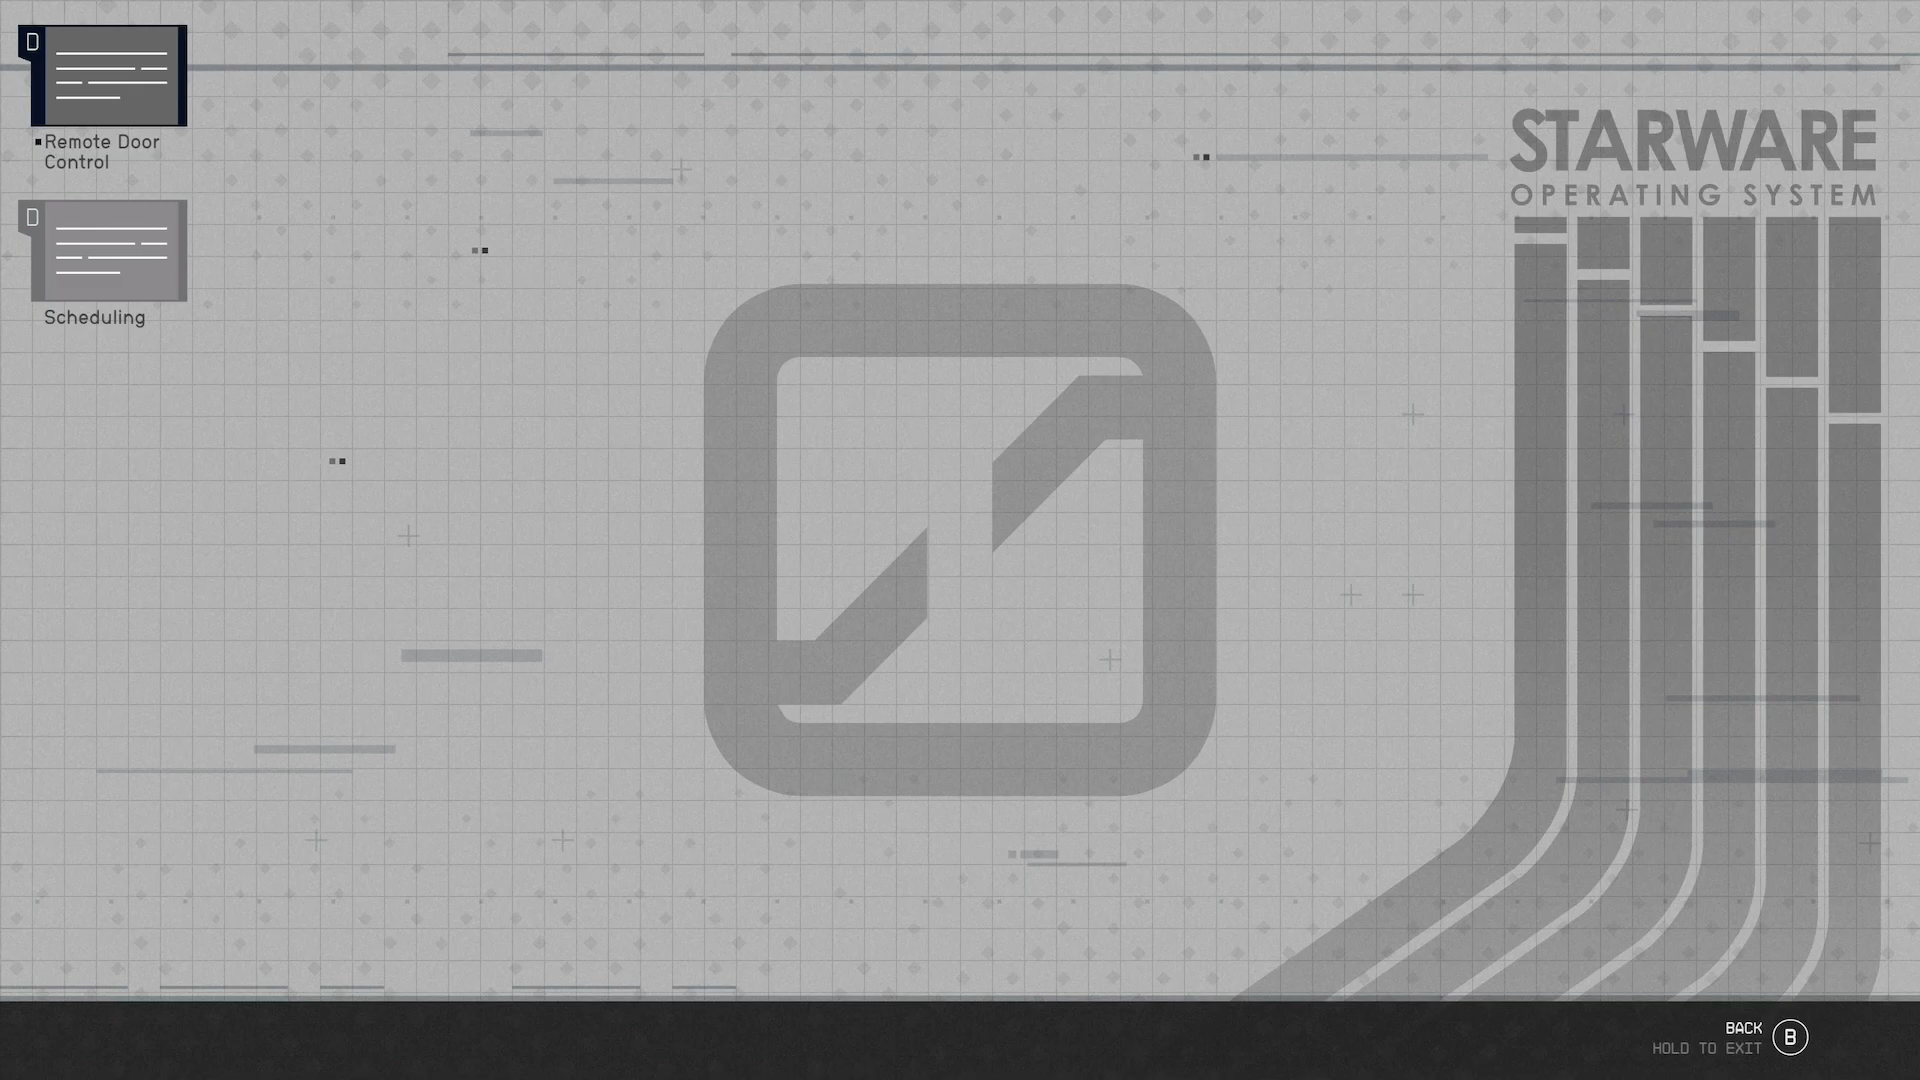 D
Remote Door
Control
D
Scheduling
STARWARE
OPERATING SYSTEM
BACK
HOLD TO EXIT
B